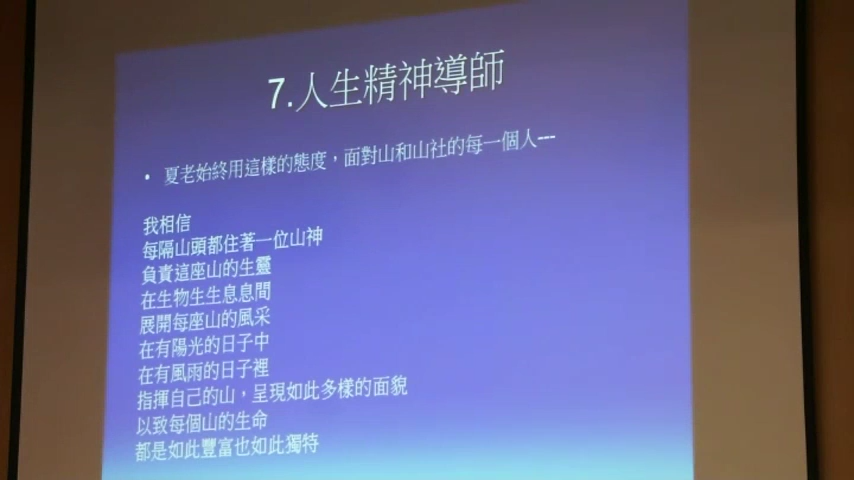 7.人生精神導師
• 夏老始終用這樣的態度，面對山和山社的每一個人---
我相信
每隔山頭都住著一位山神
負責這座山的生靈
在生物生生息息間
展開每座山的風采
在有陽光的日子中
在有風雨的日子裡
指揮自己的山，呈現如此多樣的面貌
以致每個山的生命
都是如此豐富也如此獨特